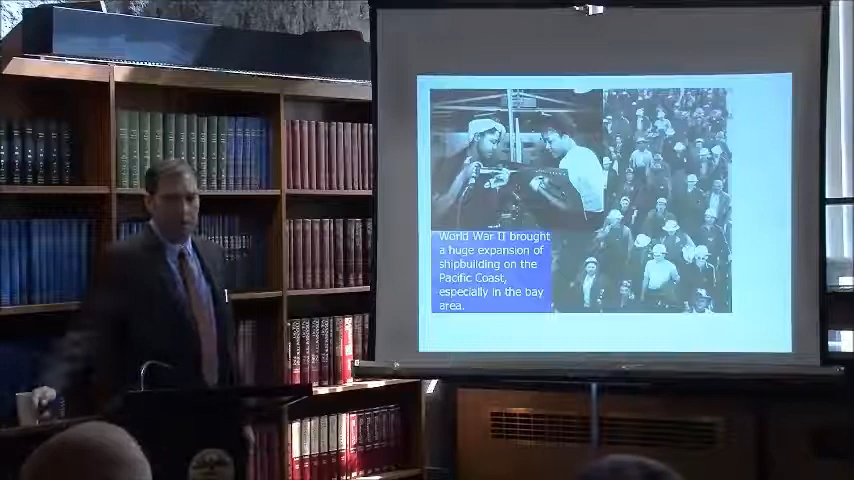 World War II brought
a huge expansion of
shipbuilding on the
Pacific Coast,
especially in the bay
area.